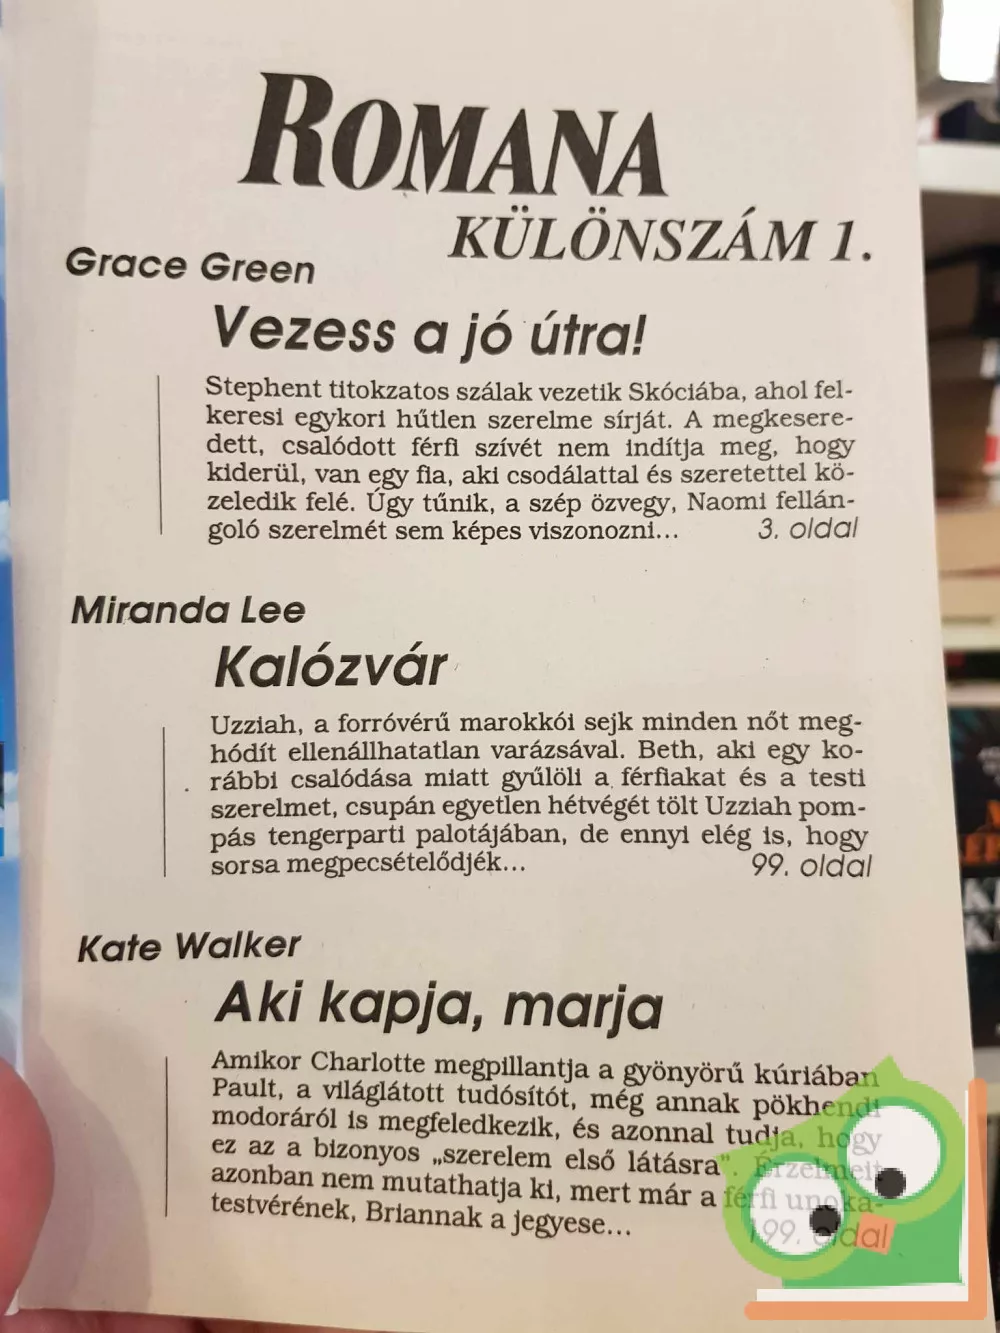 ROMANA
KÜLÖNSZÁM 1.
Grace Green
Vezess a jó útra!
Stephent titokzatos szálak vezetik Skóciába, ahol fel-
keresi egykori hűtlen szerelme sírját. A megkesere-
dett, csalódott férfi szívét nem indítja meg, hogy
kiderül, van egy fia, aki csodálattal és szeretettel kö-
zeledik felé. Úgy tűnik, a szép özvegy, Naomi fellán-
goló szerelmét sem képes viszonozni...
3. oldal
Miranda Lee
Kalózvár
Uzziah, a forróvérű marokkói sejk minden nőt meg-
hódít ellenállhatatlan varázsával. Beth, aki egy ko-
rábbi csalódása miatt gyűlöli a férfiakat és a testi
szerelmet, csupán egyetlen hétvégét tölt Uzziah pom-
pás tengerparti palotájában, de ennyi elég is, hogy
sorsa megpecsételődjék...
99. oldal
Kate Walker
Aki kapja, marja
Amikor Charlotte megpillantja a gyönyörű kúriában
Pault, a világlátott tudósítót, még annak pökhendi
modoráról is megfeledkezik, és azonnal tudja, hogy
ez az a bizonyos „szerelem első látásra”. Érzelmeit
azonban nem mutathatja ki, mert már a férfi unoka-
testvérének, Briannak a jegyese...
199. oldal